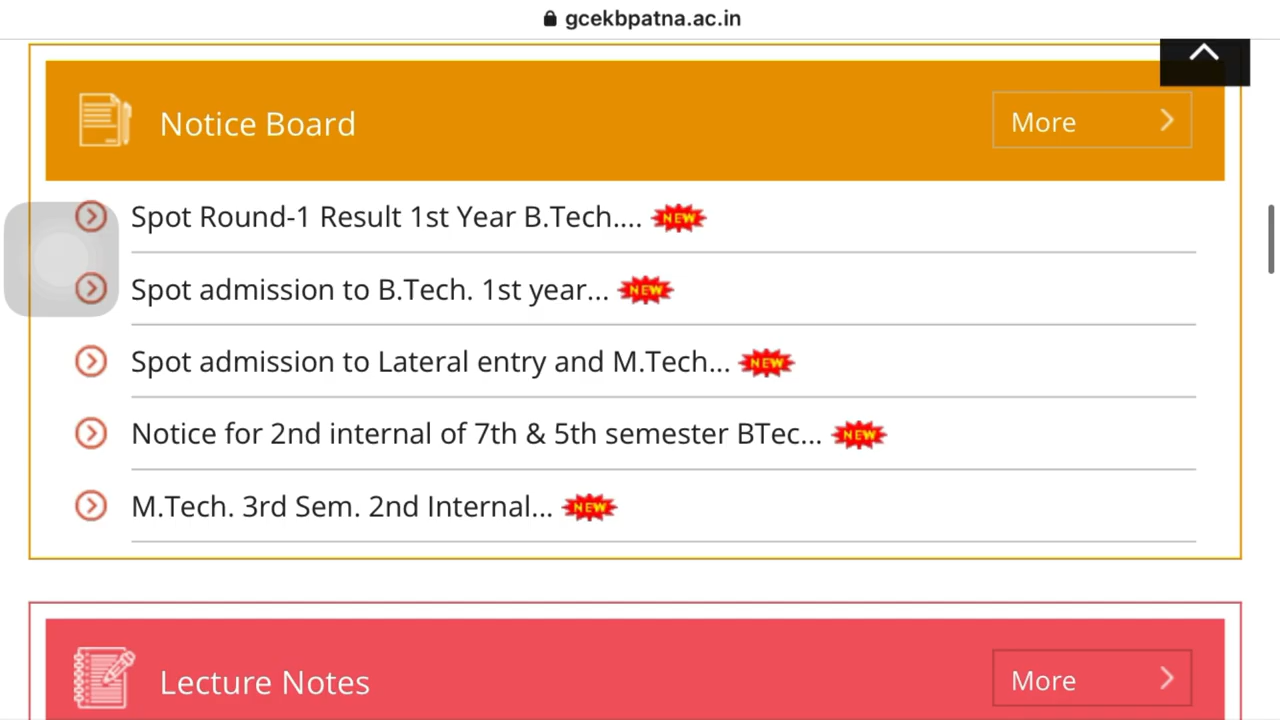 gcekbpatna.ac.in
Notice Board
More
Spot Round-1 Result 1st Year B.Tech.... NEW
Spot admission to B.Tech. 1st year... NEW
Spot admission to Lateral entry and M.Tech... NEW
Notice for 2nd internal of 7th & 5th semester BTec... NEW
M.Tech. 3rd Sem. 2nd Internal... NEW
Lecture Notes
More